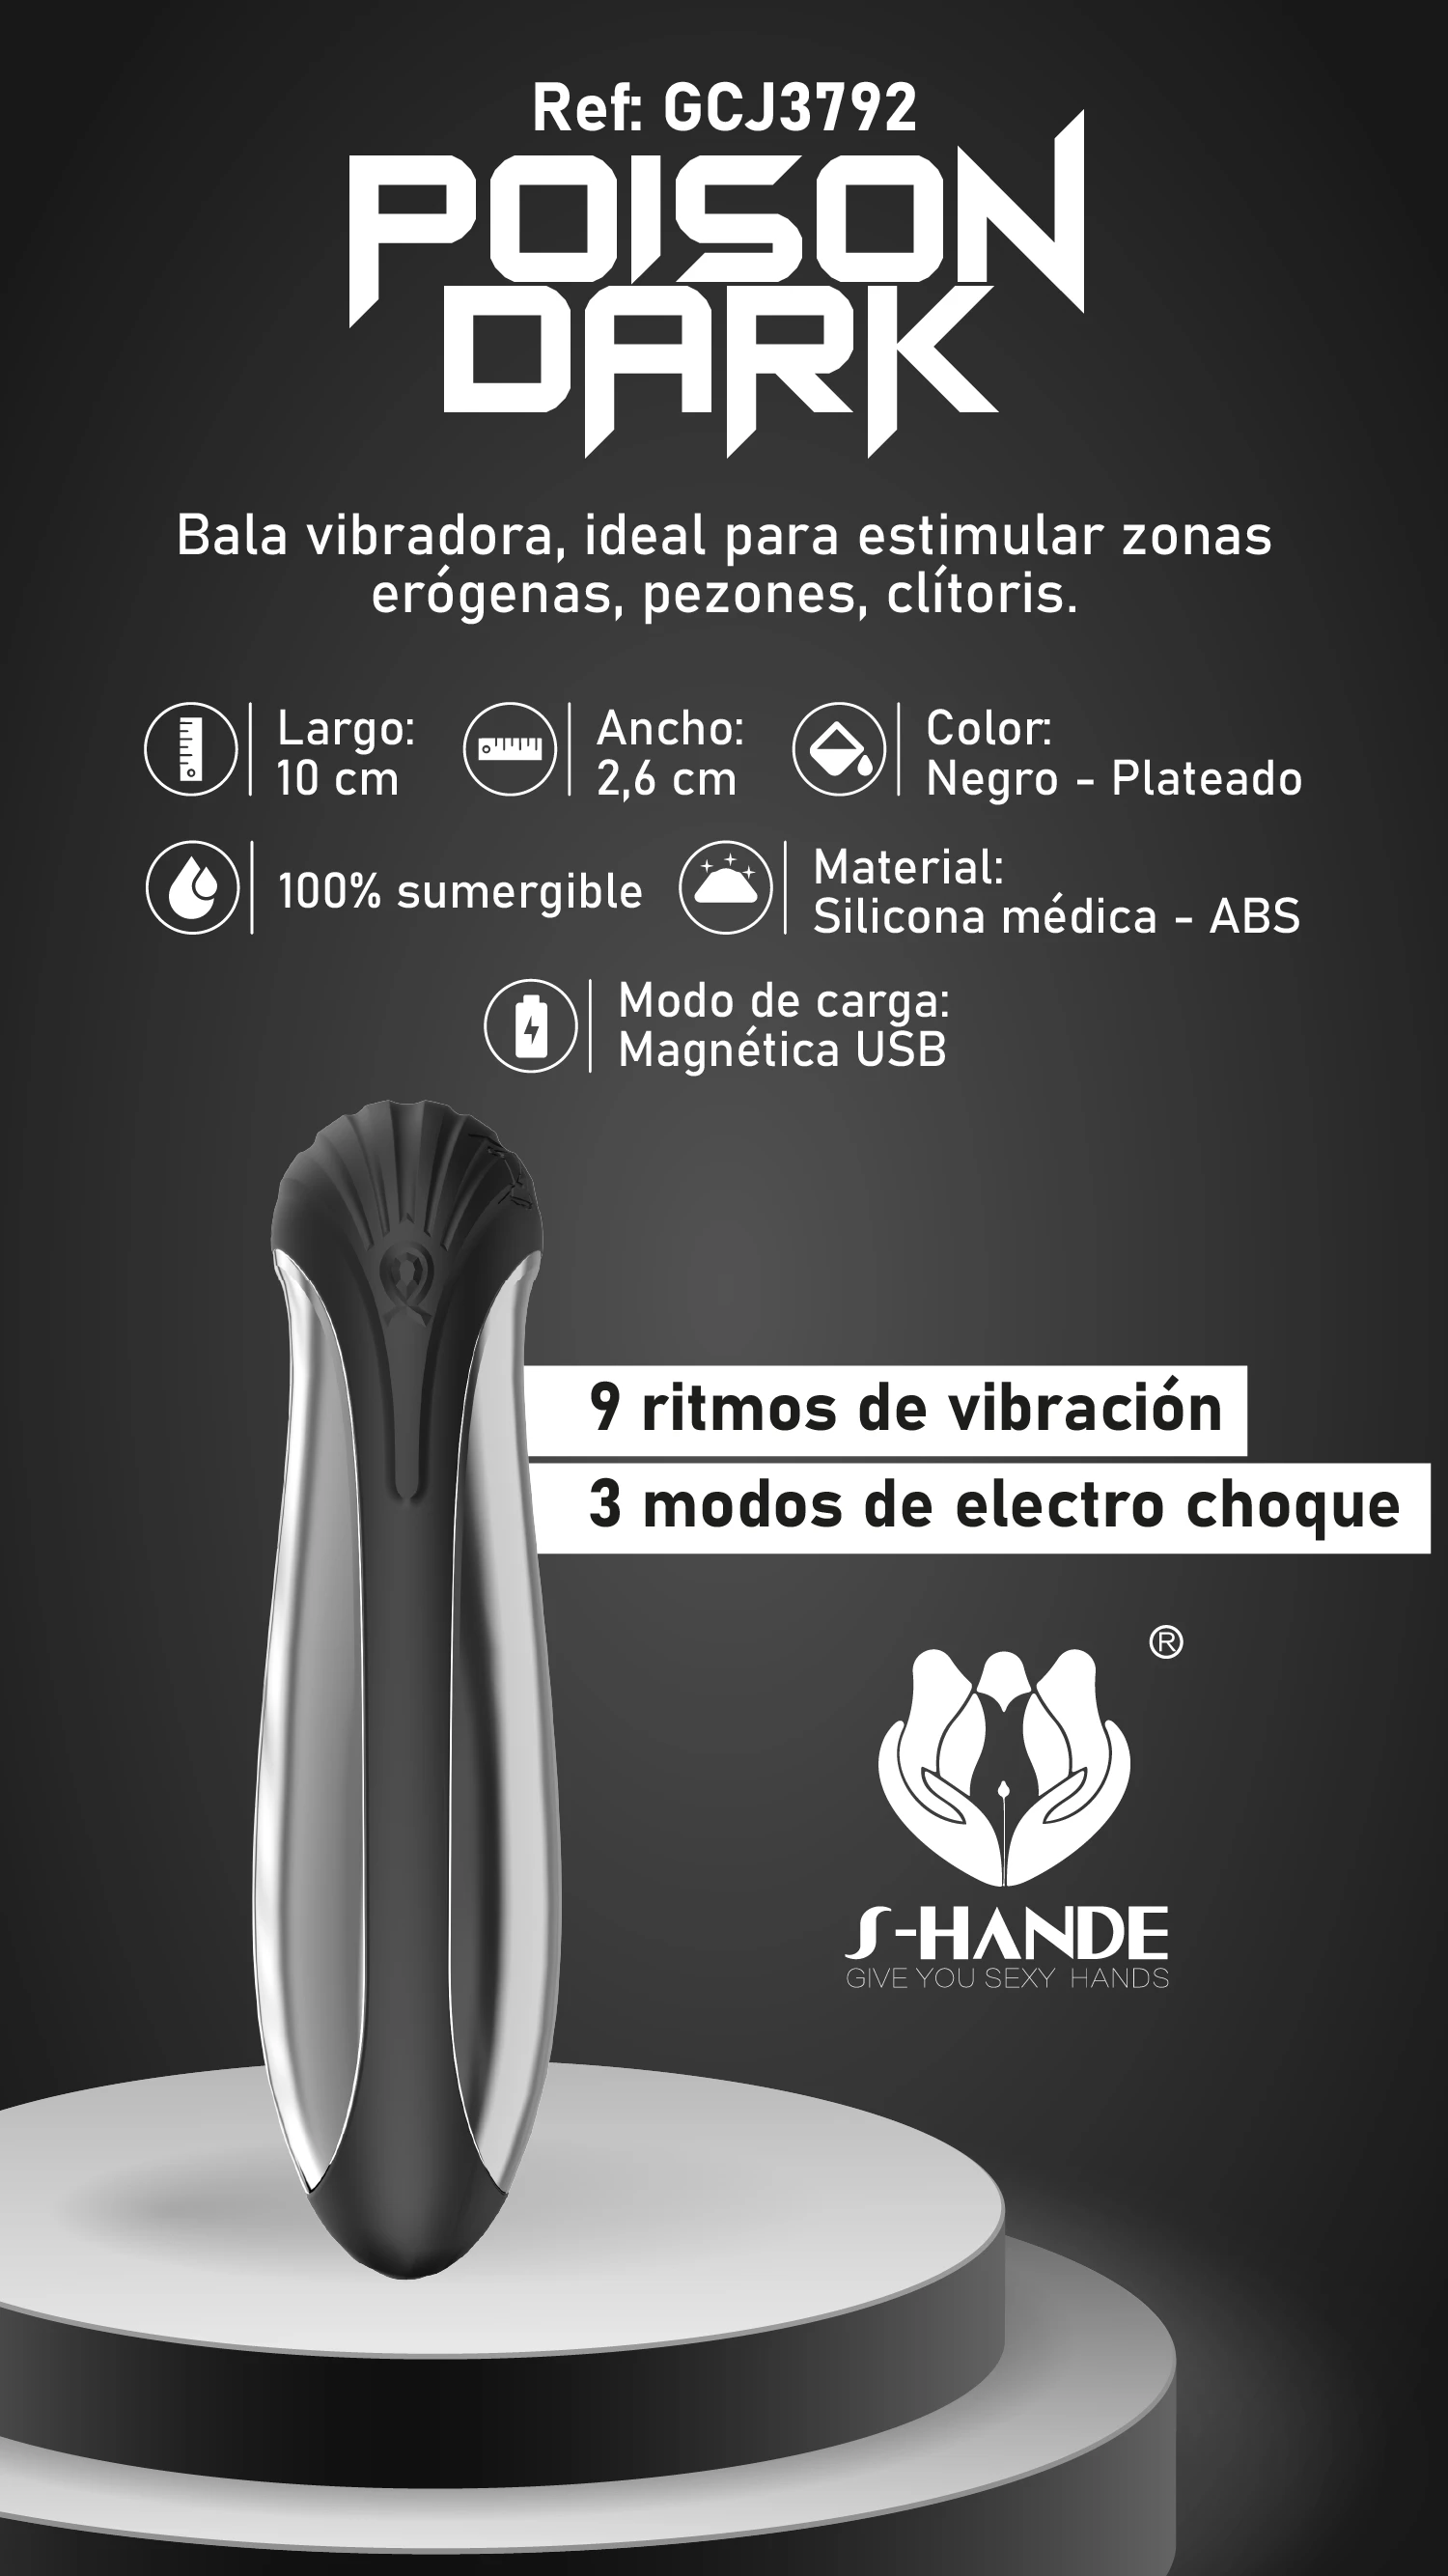 Ref: GCJ3792
POISON
DARK
Bala vibradora, ideal para estimular zonas
erógenas, pezones, clítoris.
Largo:
10 cm
Ancho:
2,6 cm
Color:
Negro - Plateado
100% sumergible
Material:
Silicona médica - ABS
Modo de carga:
Magnética USB
9 ritmos de vibración
3 modos de electro choque
®
S-HANDE
GIVE YOU SEXY HANDS